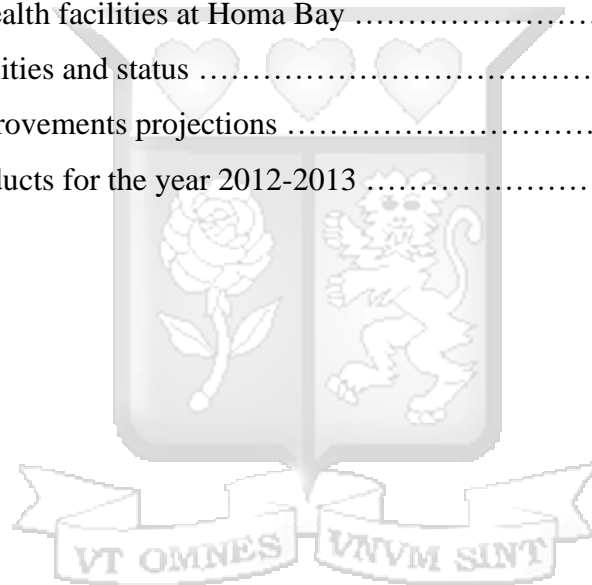 ealth facilities at Homa Bay ……………………
ities and status ……………………………………
rovements projections …………………………
ducts for the year 2012-2013 …………………
VT OMNES VNVM SINT